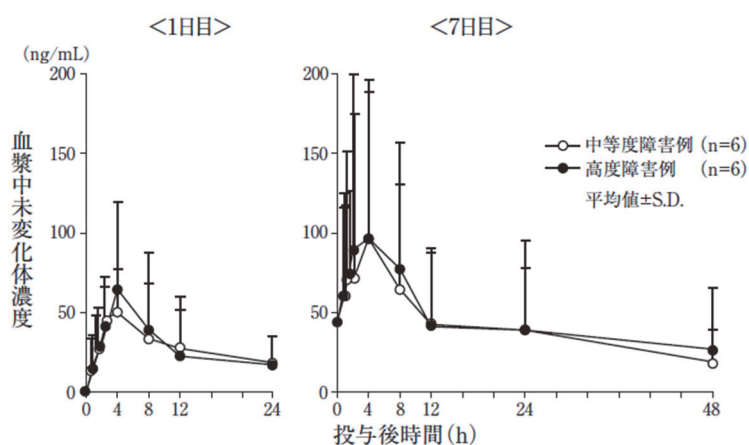 <1日目>
<7日目>
(ng/mL)
200
150
100
50
0
0 4 8 12 24
200
150
100
50
0
0 4 8 12 24 48
血漿中未変化体濃度
中等度障害例 (n=6)
高度障害例 (n=6)
平均値±S.D.
投与後時間(h)